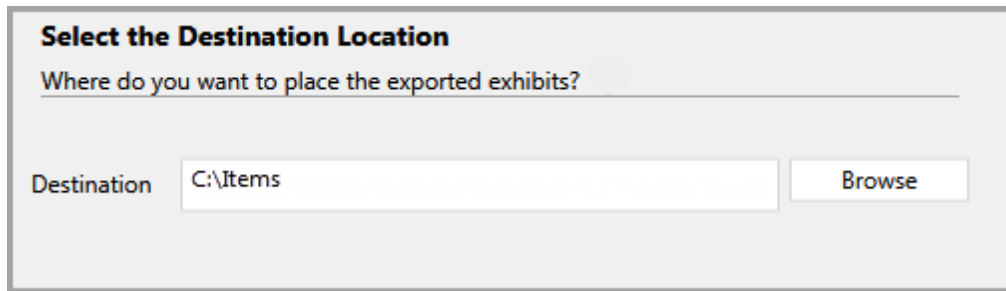 Select the Destination Location
Where do you want to place the exported exhibits?
Destination C:\Items Browse